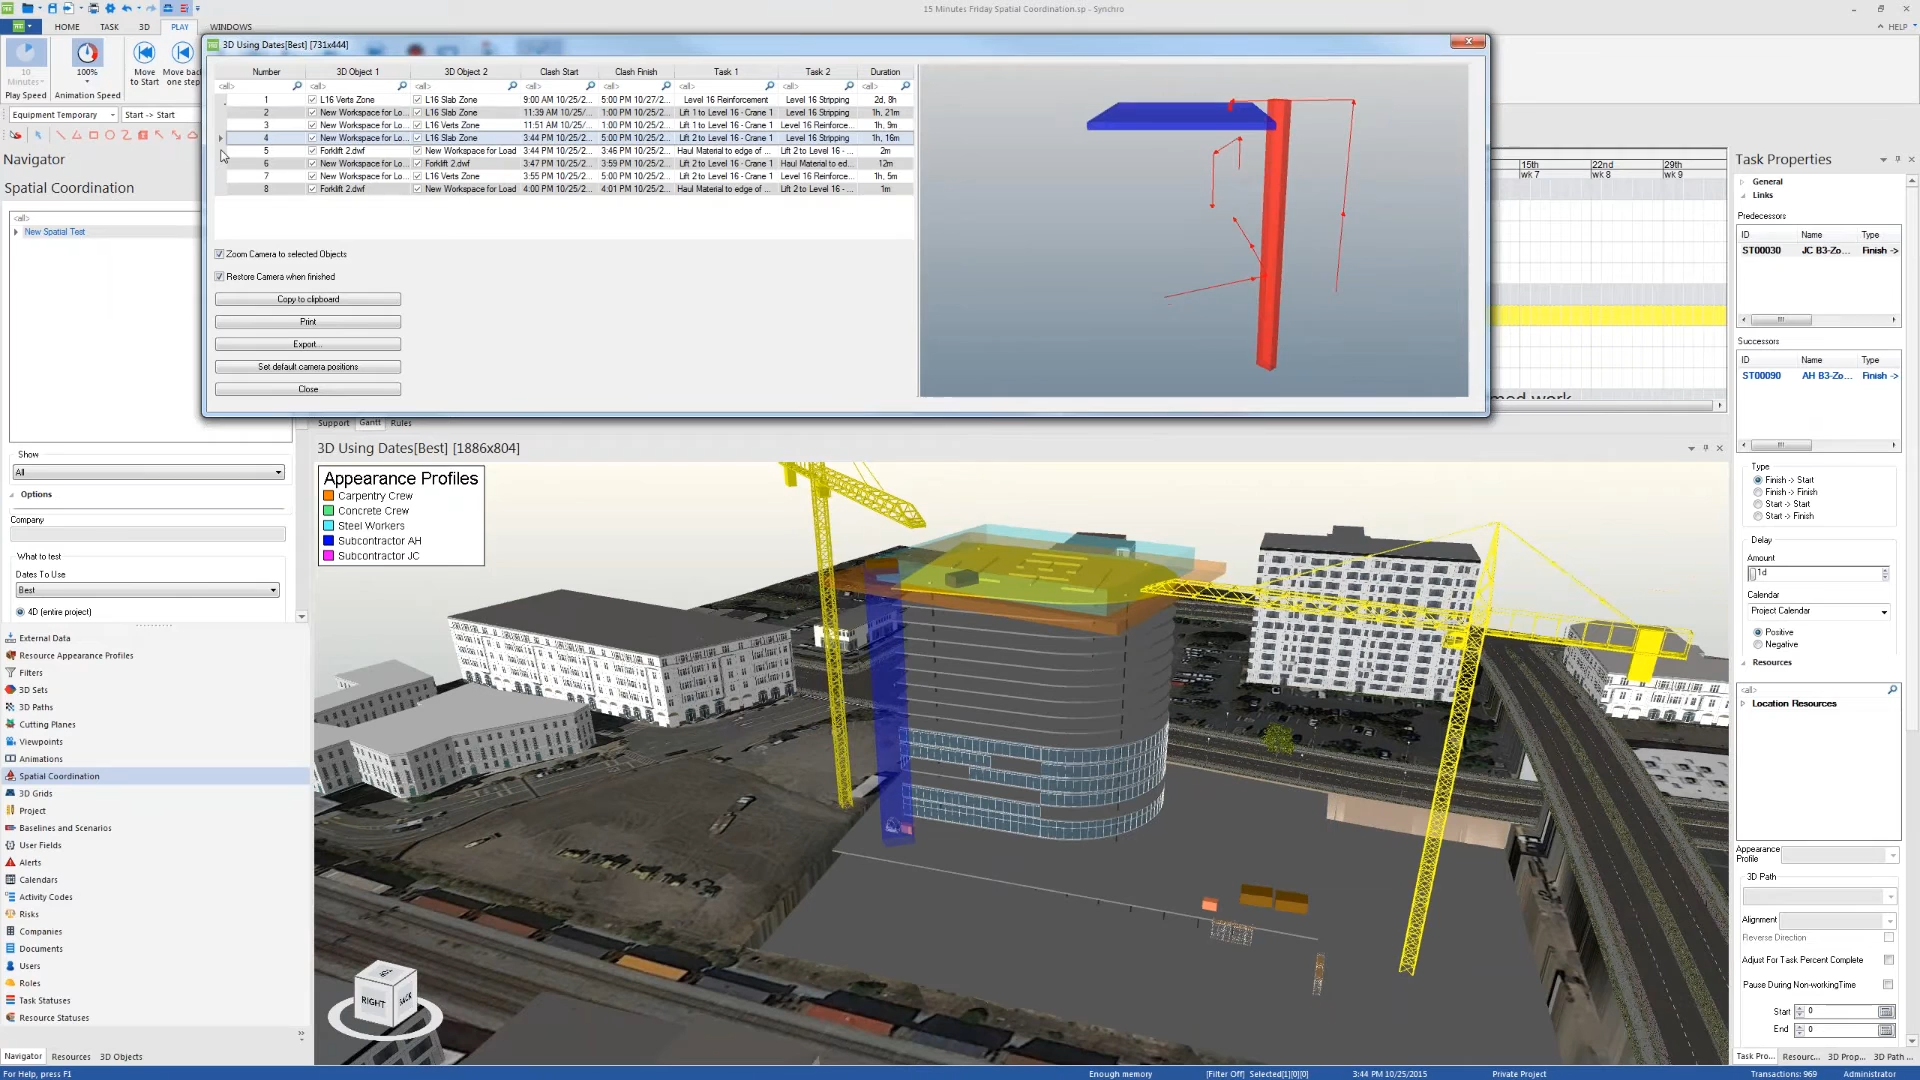 15 Minutes Friday Spatial Coordination.sp - Synchro
HOME TASK 3D PLAY WINDOWS
HELP
10 Minutes
100%
Move to Start
Move back one step
Play Speed Animation Speed
Equipment Temporary
Start -> Start
Navigator
Spatial Coordination
<all>
New Spatial Test
Show
All
Options
Company
What to test
Dates To Use
Best
4D (entire project)
External Data
Resource Appearance Profiles
Filters
3D Sets
3D Paths
Cutting Planes
Viewpoints
Animations
Spatial Coordination
3D Grids
Project
Baselines and Scenarios
User Fields
Alerts
Calendars
Activity Codes
Risks
Companies
Documents
Users
Roles
Task Statuses
Resource Statuses
Navigator Resources 3D Objects
For Help, press F1
3D Using Dates[Best] [731x444]
Number 3D Object 1 3D Object 2 Clash Start Clash Finish Task 1 Task 2 Duration
<all> <all> <all> <all> <all> <all> <all> <all>
1 L16 Verts Zone L16 Slab Zone 9:00 AM 10/25/2... 5:00 PM 10/27/2... Level 16 Reinforcement Level 16 Stripping 2d, 8h
2 New Workspace for Lo... L16 Slab Zone 11:39 AM 10/25/... 1:00 PM 10/25/2... Lift 1 to Level 16 - Crane 1 Level 16 Stripping 1h, 21m
3 New Workspace for Lo... L16 Verts Zone 11:51 AM 10/25/... 1:00 PM 10/25/2... Lift 1 to Level 16 - Crane 1 Level 16 Reinforce... 1h, 9m
4 New Workspace for Lo... L16 Slab Zone 3:44 PM 10/25/2... 5:00 PM 10/25/2... Lift 2 to Level 16 - Crane 1 Level 16 Stripping 1h, 16m
5 Forklift 2.dwf New Workspace for Load 3:44 PM 10/25/2... 3:46 PM 10/25/2... Haul Material to edge of ... Lift 2 to Level 16 - ... 2m
6 New Workspace for Lo... Forklift 2.dwf 3:47 PM 10/25/2... 3:59 PM 10/25/2... Lift 2 to Level 16 - Crane 1 Haul Material to ed... 12m
7 New Workspace for Lo... L16 Verts Zone 3:55 PM 10/25/2... 5:00 PM 10/25/2... Lift 2 to Level 16 - Crane 1 Level 16 Reinforce... 1h, 5m
8 Forklift 2.dwf New Workspace for Load 4:00 PM 10/25/2... 4:01 PM 10/25/2... Haul Material to edge of ... Lift 2 to Level 16 - ... 1m
Zoom Camera to selected Objects
Restore Camera when finished
Copy to clipboard
Print
Export...
Set default camera positions
Close
Support Gantt Rules
15th 22nd 29th
wk 7 wk 8 wk 9
3D Using Dates[Best] [1886x804]
Appearance Profiles
Carpentry Crew
Concrete Crew
Steel Workers
Subcontractor AH
Subcontractor JC
RIGHT BACK
Task Properties
General
Links
Predecessors
ID Name Type
ST00030 JC B3-Zo... Finish ->
Successors
ID Name Type
ST00090 AH B3-Zo... Finish ->
Type
Finish -> Start
Finish -> Finish
Start -> Start
Start -> Finish
Delay
Amount
1d
Calendar
Project Calendar
Positive
Negative
Resources
<all>
Location Resources
Appearance Profile
3D Path
Alignment
Reverse Direction
Adjust For Task Percent Complete
Pause During Non-workingTime
Start 0
End 0
Task Pro... Resourc... 3D Prop... 3D Path ...
Enough memory [Filter Off] Selected[1][0][0] 3:44 PM 10/25/2015 Private Project Transactions: 969 Administrator